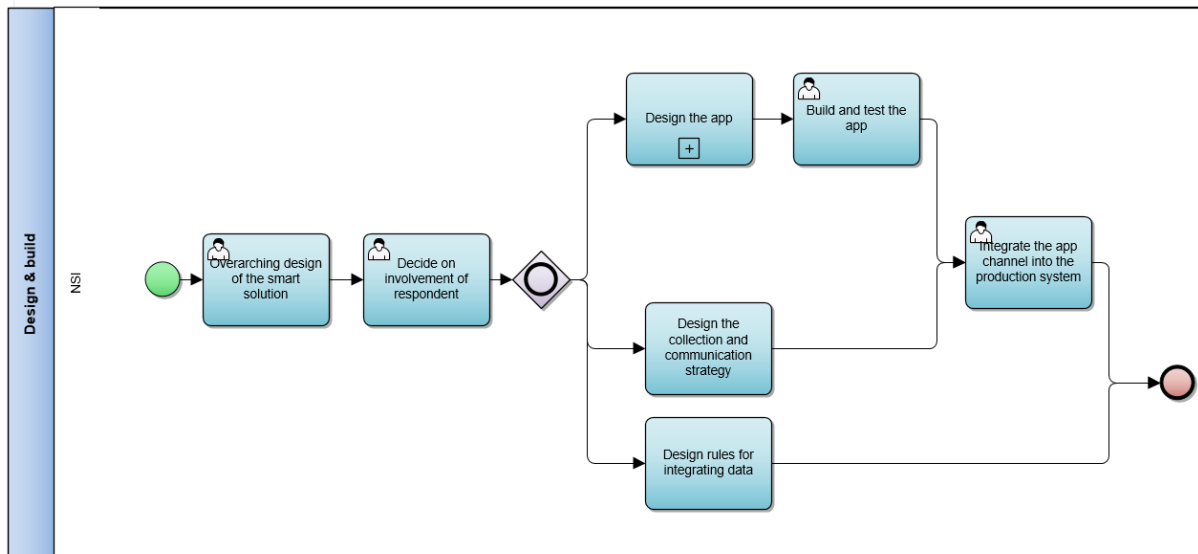 Design & build
NSI
Overarching design
of the smart
solution
Decide on
involvement of
respondent
Design the app
Build and test the
app
Design the
collection and
communication
strategy
Design rules for
integrating data
Integrate the app
channel into the
production system